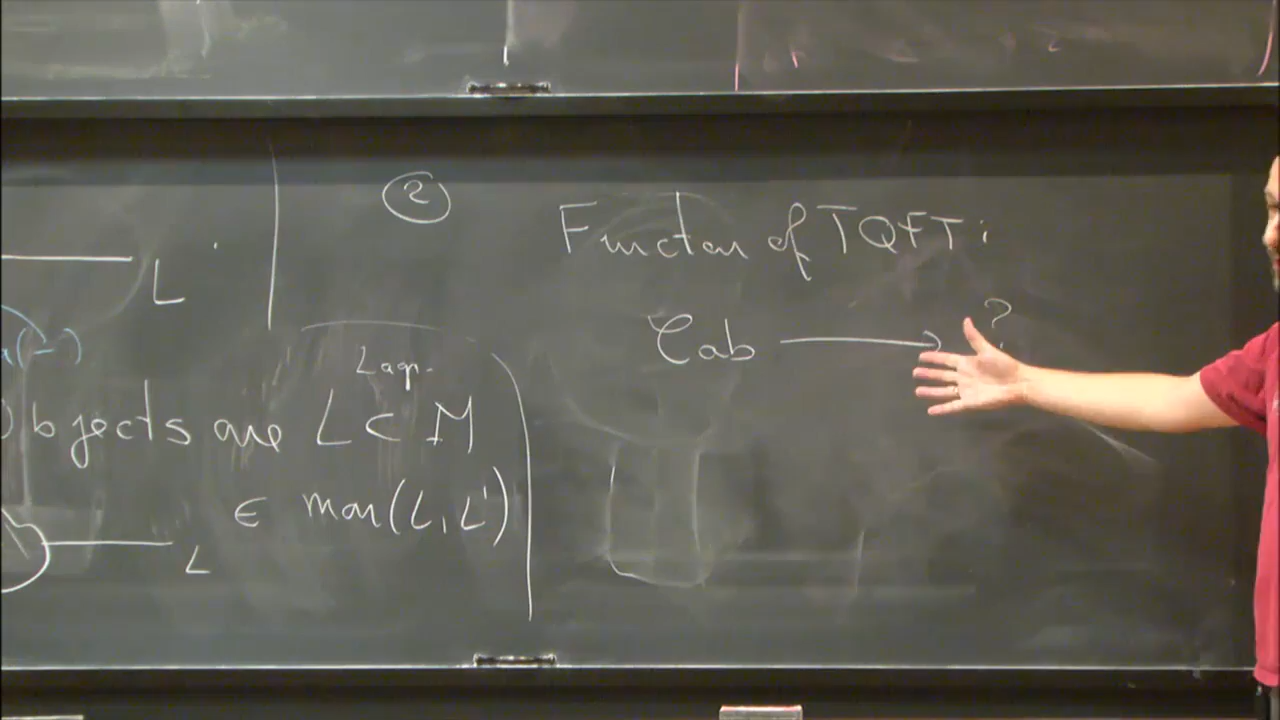 L
Lagr.
Objects are L ⊂ M
∈ mor(L, L')
L
②
Functor of TQFT:
Cab → ?